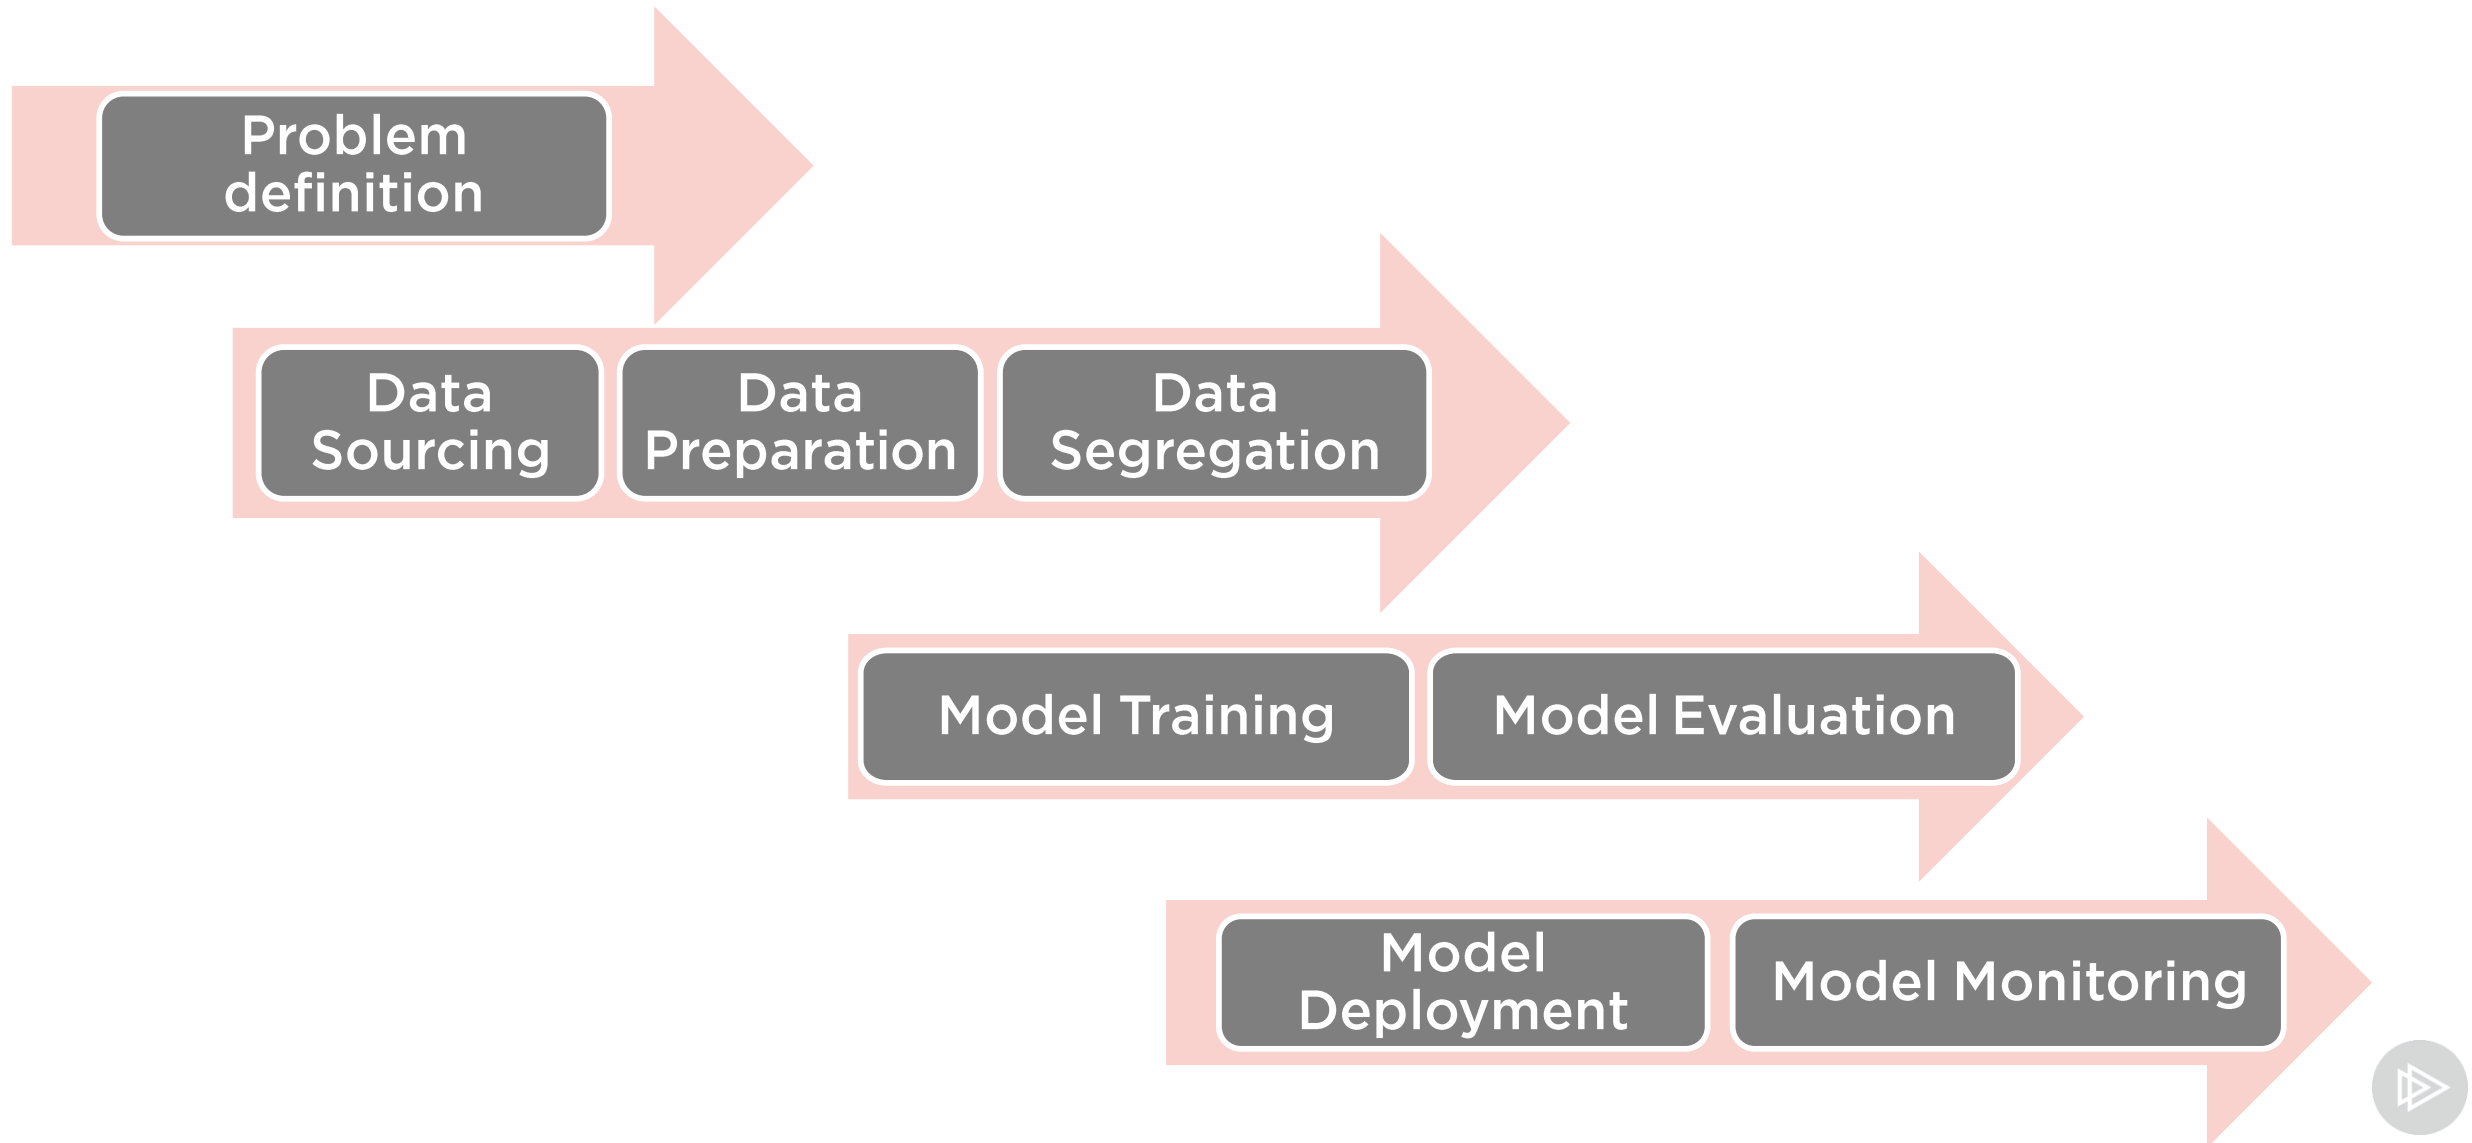 Problem
definition
Data
Sourcing
Data
Preparation
Data
Segregation
Model Training
Model Evaluation
Model
Deployment
Model Monitoring